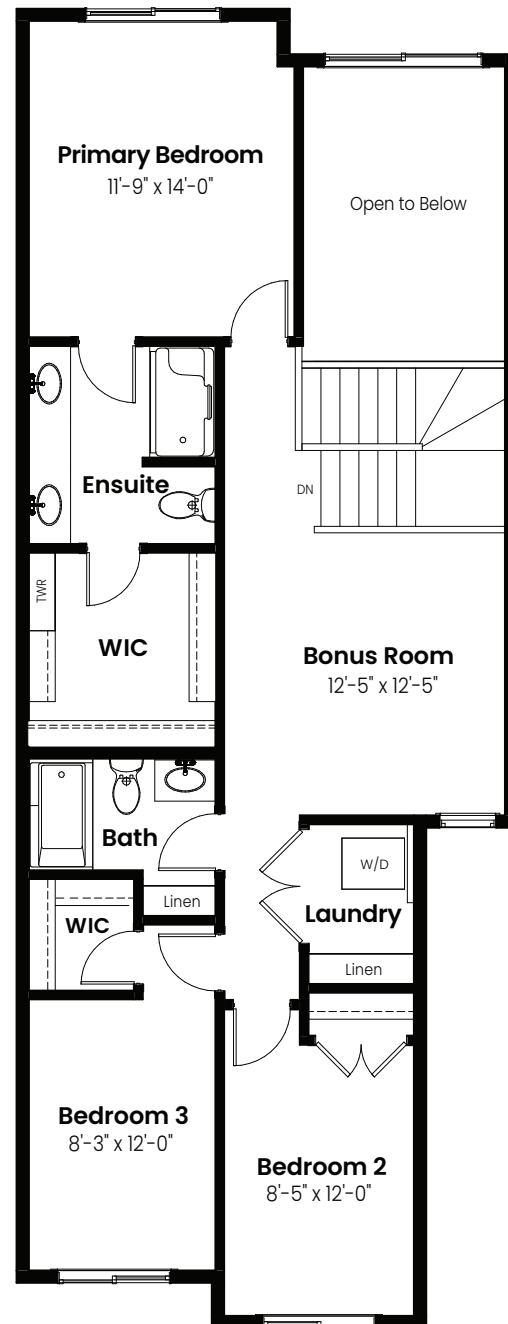 Primary Bedroom
11'-9" x 14'-0"
Open to Below
Ensuite
DN
TWR
WIC
Bonus Room
12'-5" x 12'-5"
Bath
W/D
Linen
Laundry
WIC
Linen
Bedroom 3
8'-3" x 12'-0"
Bedroom 2
8'-5" x 12'-0"